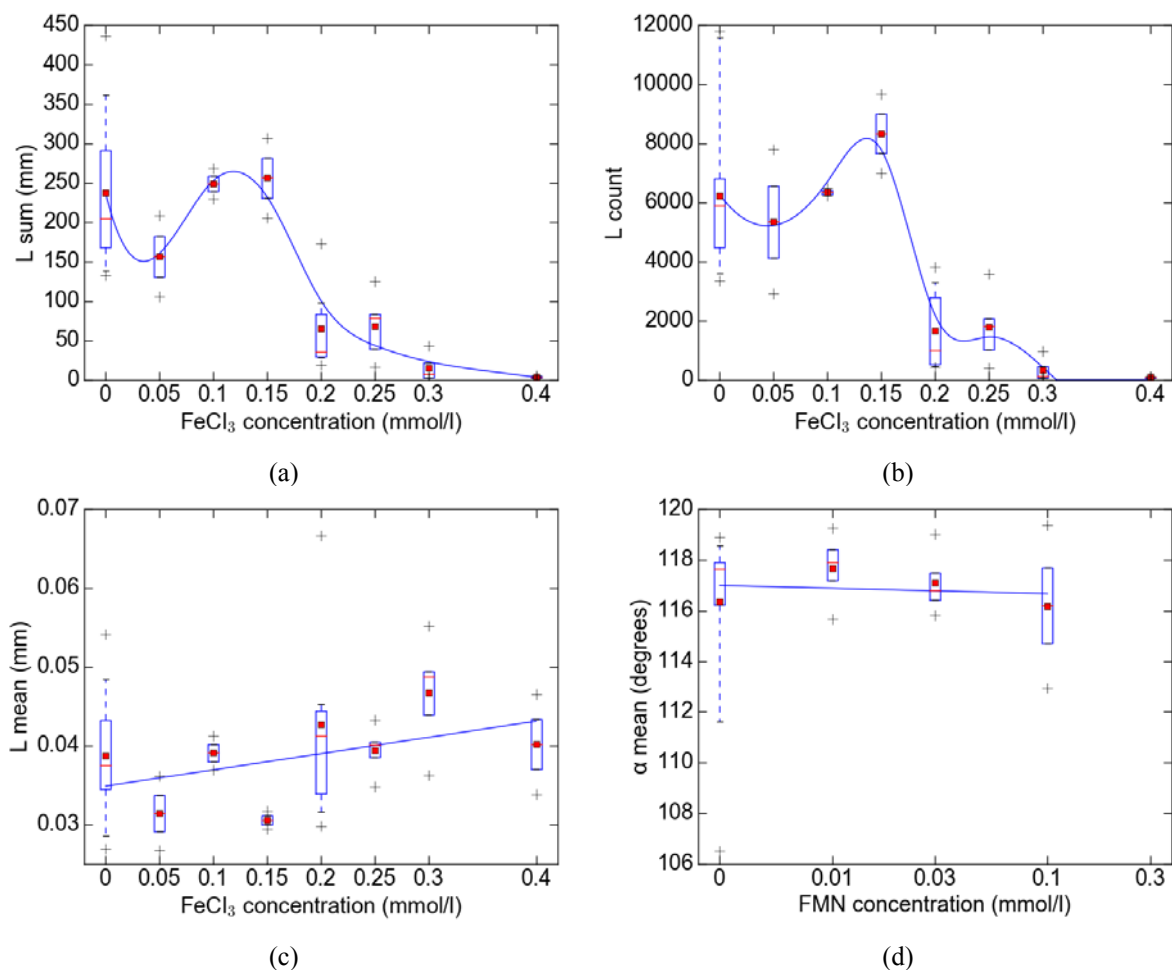 450
400
350
300
250
200
150
100
50
0
L sum (mm)
0 0.05 0.1 0.15 0.2 0.25 0.3 0.4
FeCl₃ concentration (mmol/l)
(a)
12000
10000
8000
6000
4000
2000
0
L count
0 0.05 0.1 0.15 0.2 0.25 0.3 0.4
FeCl₃ concentration (mmol/l)
(b)
0.07
0.06
0.05
0.04
0.03
L mean (mm)
0 0.05 0.1 0.15 0.2 0.25 0.3 0.4
FeCl₃ concentration (mmol/l)
(c)
120
118
116
114
112
110
108
106
α mean (degrees)
0 0.01 0.03 0.1 0.3
FMN concentration (mmol/l)
(d)